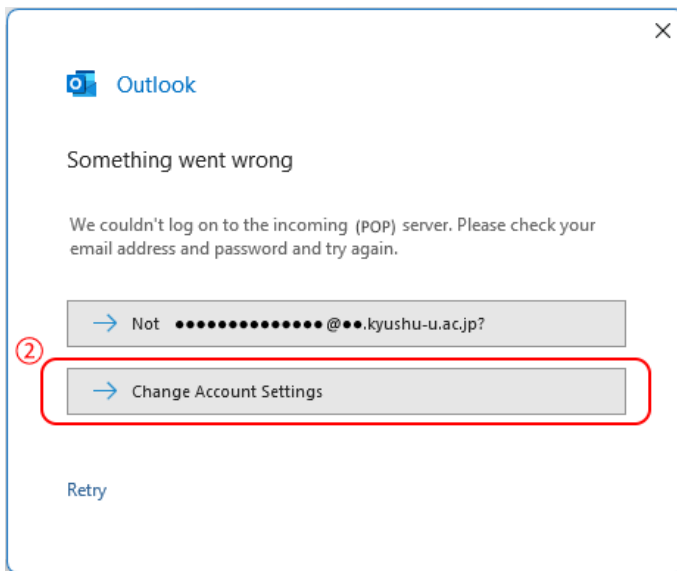 Outlook
Something went wrong
We couldn't log on to the incoming (POP) server. Please check your
email address and password and try again.
→ Not ●●●●●●●●●●●●●●@●●.kyushu-u.ac.jp?
②
→ Change Account Settings
Retry